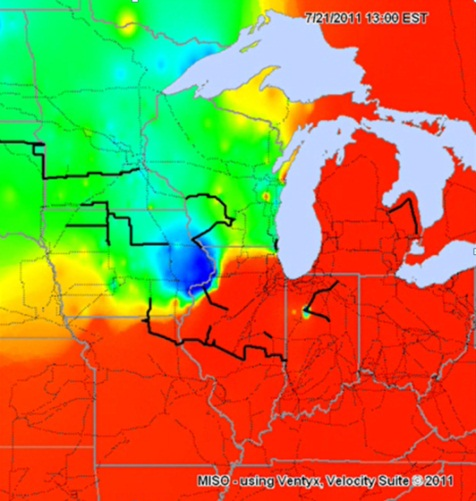 7/21/2011 13:00 EST
MISO - using Ventyx, Velocity Suite © 2011